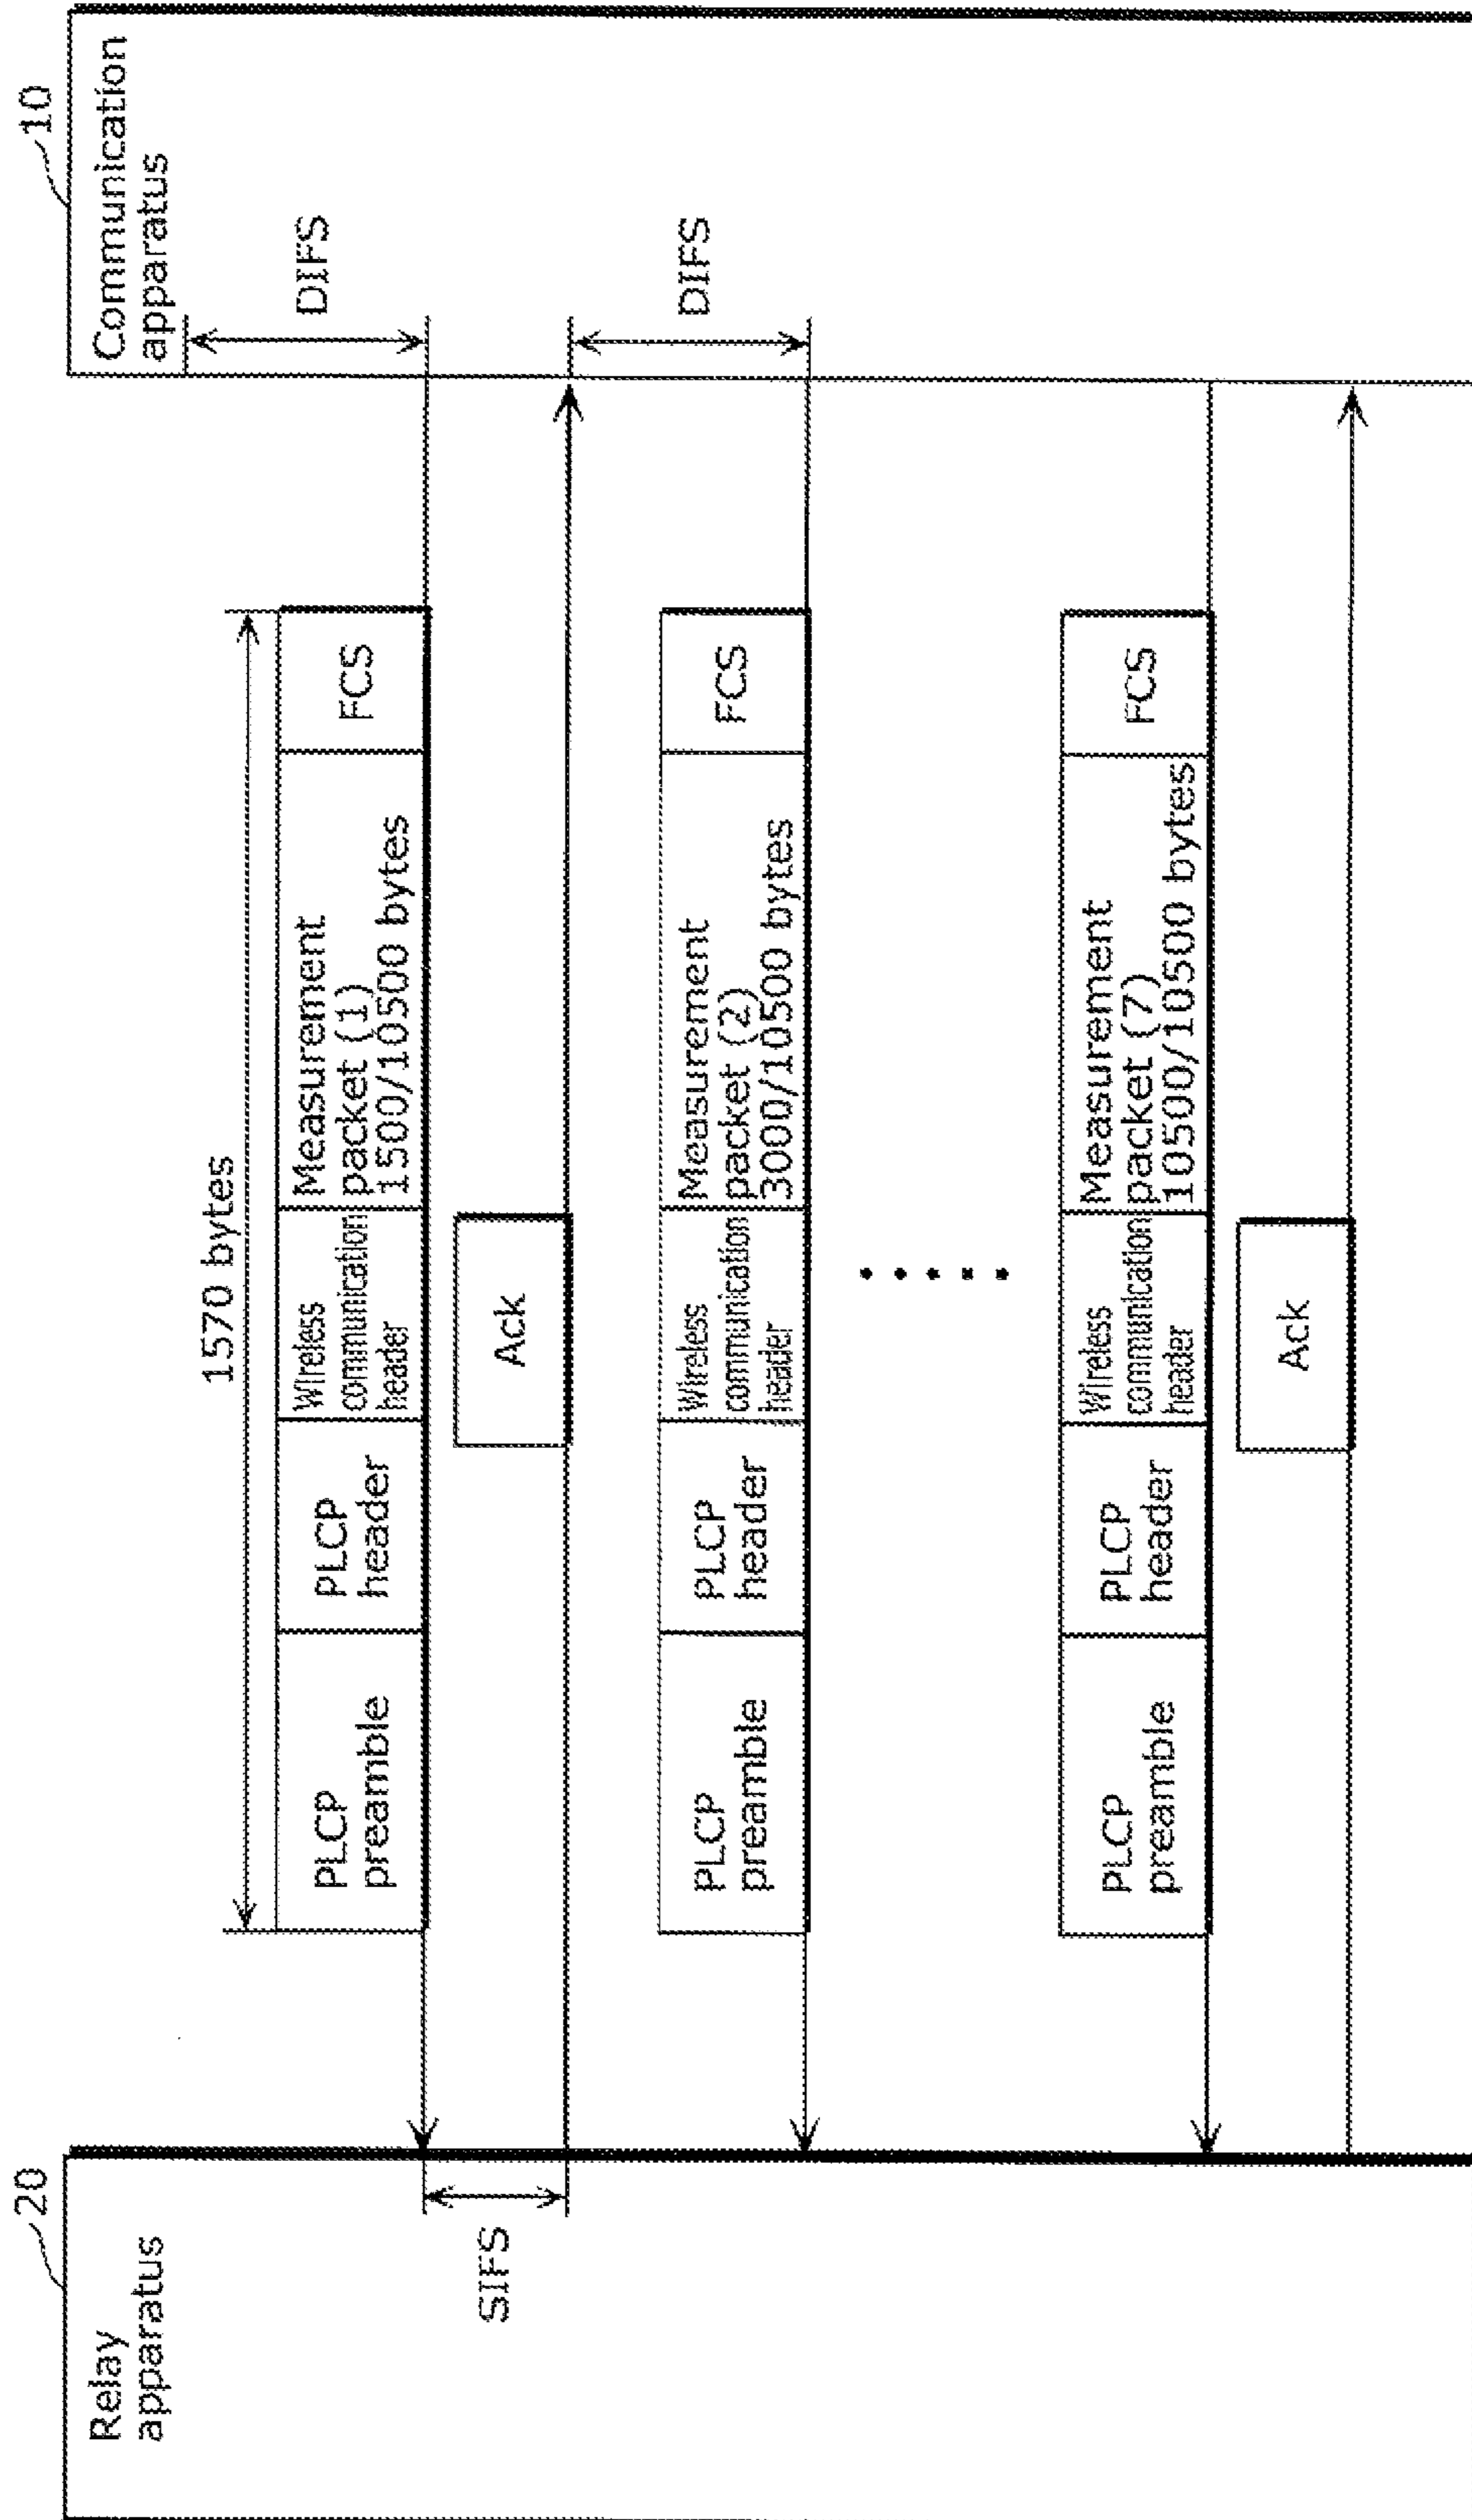 20
Relay
apparatus
10
Communication
apparatus
DIFS
1570 bytes
PLCP
preamble
PLCP
header
Wireless
communication
header
Measurement
packet (1)
1500/10500 bytes
FCS
SIFS
Ack
DIFS
PLCP
preamble
PLCP
header
Wireless
communication
header
Measurement
packet (2)
3000/10500 bytes
FCS
.....
PLCP
preamble
PLCP
header
Wireless
communication
header
Measurement
packet (7)
10500/10500 bytes
FCS
Ack